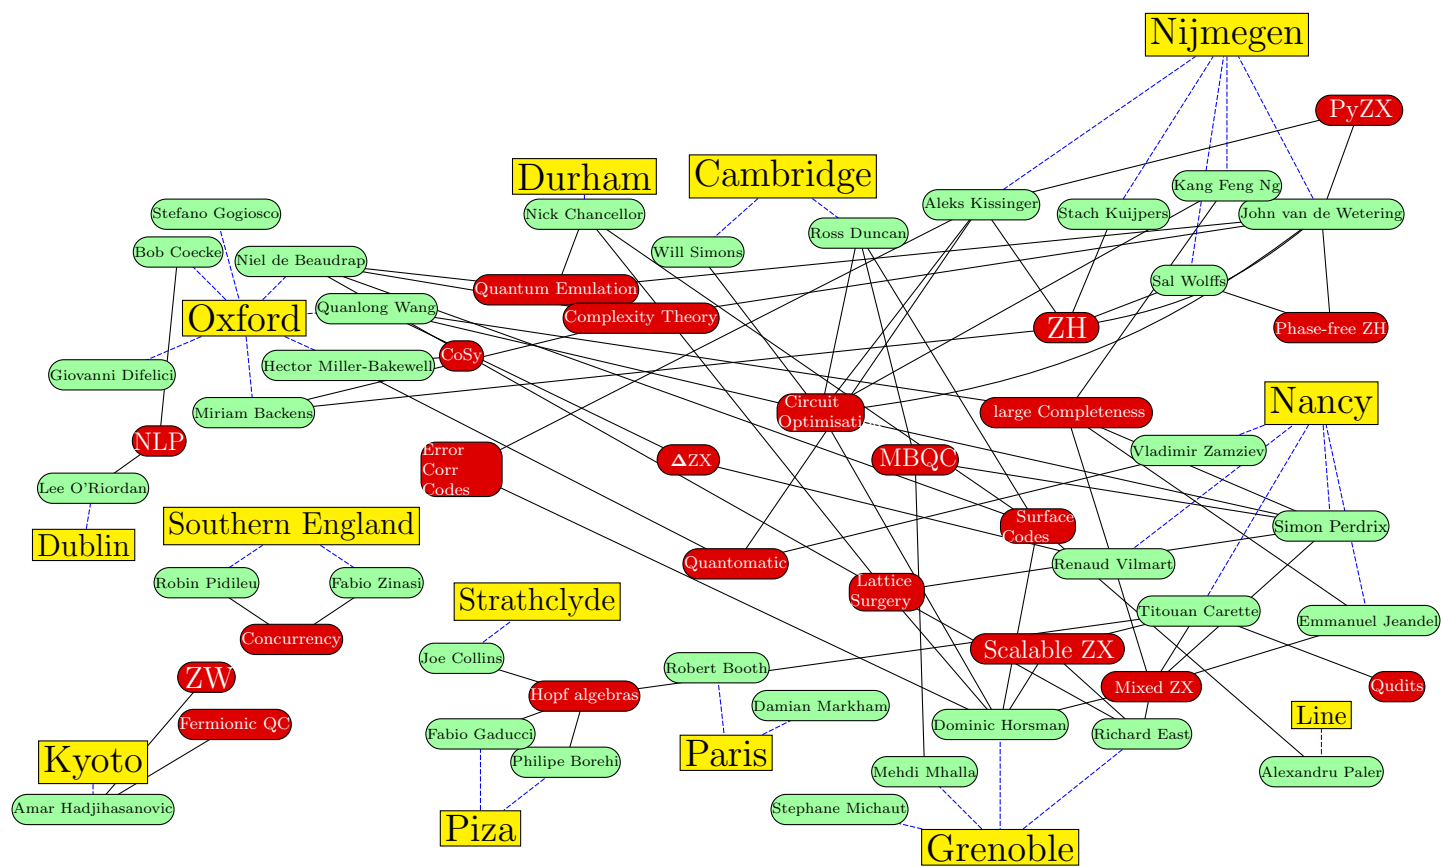 Nijmegen
PyZX
Durham
Cambridge
Kang Feng Ng
Aleks Kissinger
Stefano Gogiosco
Nick Chancellor
Stach Kuijpers
John van de Wetering
Ross Duncan
Bob Coecke
Will Simons
Niel de Beaudrap
Sal Wolffs
Quantum Emulation
Quanlong Wang
Oxford
Complexity Theory
ZH
Phase-free ZH
CoSy
Hector Miller-Bakewell
Giovanni Difelici
Nancy
Miriam Backens
Circuit
Optimisati
large Completeness
NLP
Vladimir Zamziev
Error
Corr
Codes
ΔZX
MBQC
Lee O'Riordan
Southern England
Surface
Codes
Simon Perdrix
Dublin
Quantomatic
Renaud Vilmart
Robin Pidileu
Fabio Zinasi
Lattice
Surgery
Strathclyde
Titouan Carette
Emmanuel Jeandel
Concurrency
Scalable ZX
Joe Collins
Robert Booth
ZW
Mixed ZX
Qudits
Hopf algebras
Damian Markham
Line
Fermionic QC
Dominic Horsman
Fabio Gaducci
Richard East
Paris
Kyoto
Philipe Borehi
Mehdi Mhalla
Alexandru Paler
Amar Hadjihasanovic
Stephane Michaut
Piza
Grenoble